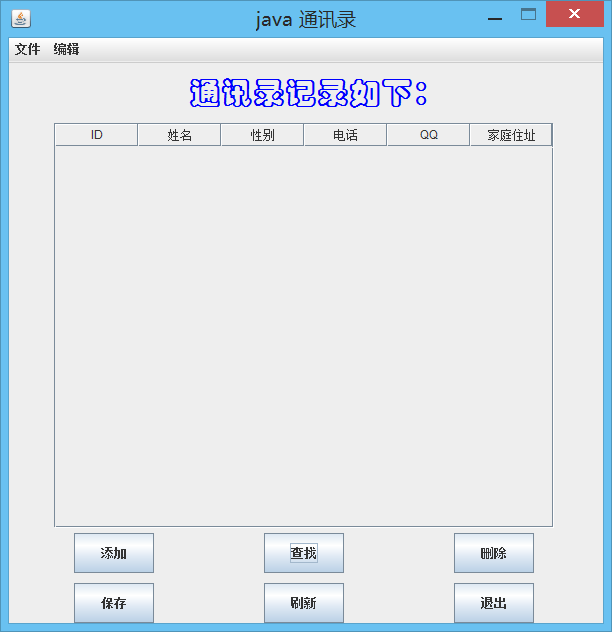 java 通讯录
文件 编辑
通讯录记录如下：
ID 姓名 性别 电话 QQ 家庭住址
添加 查找 删除
保存 刷新 退出